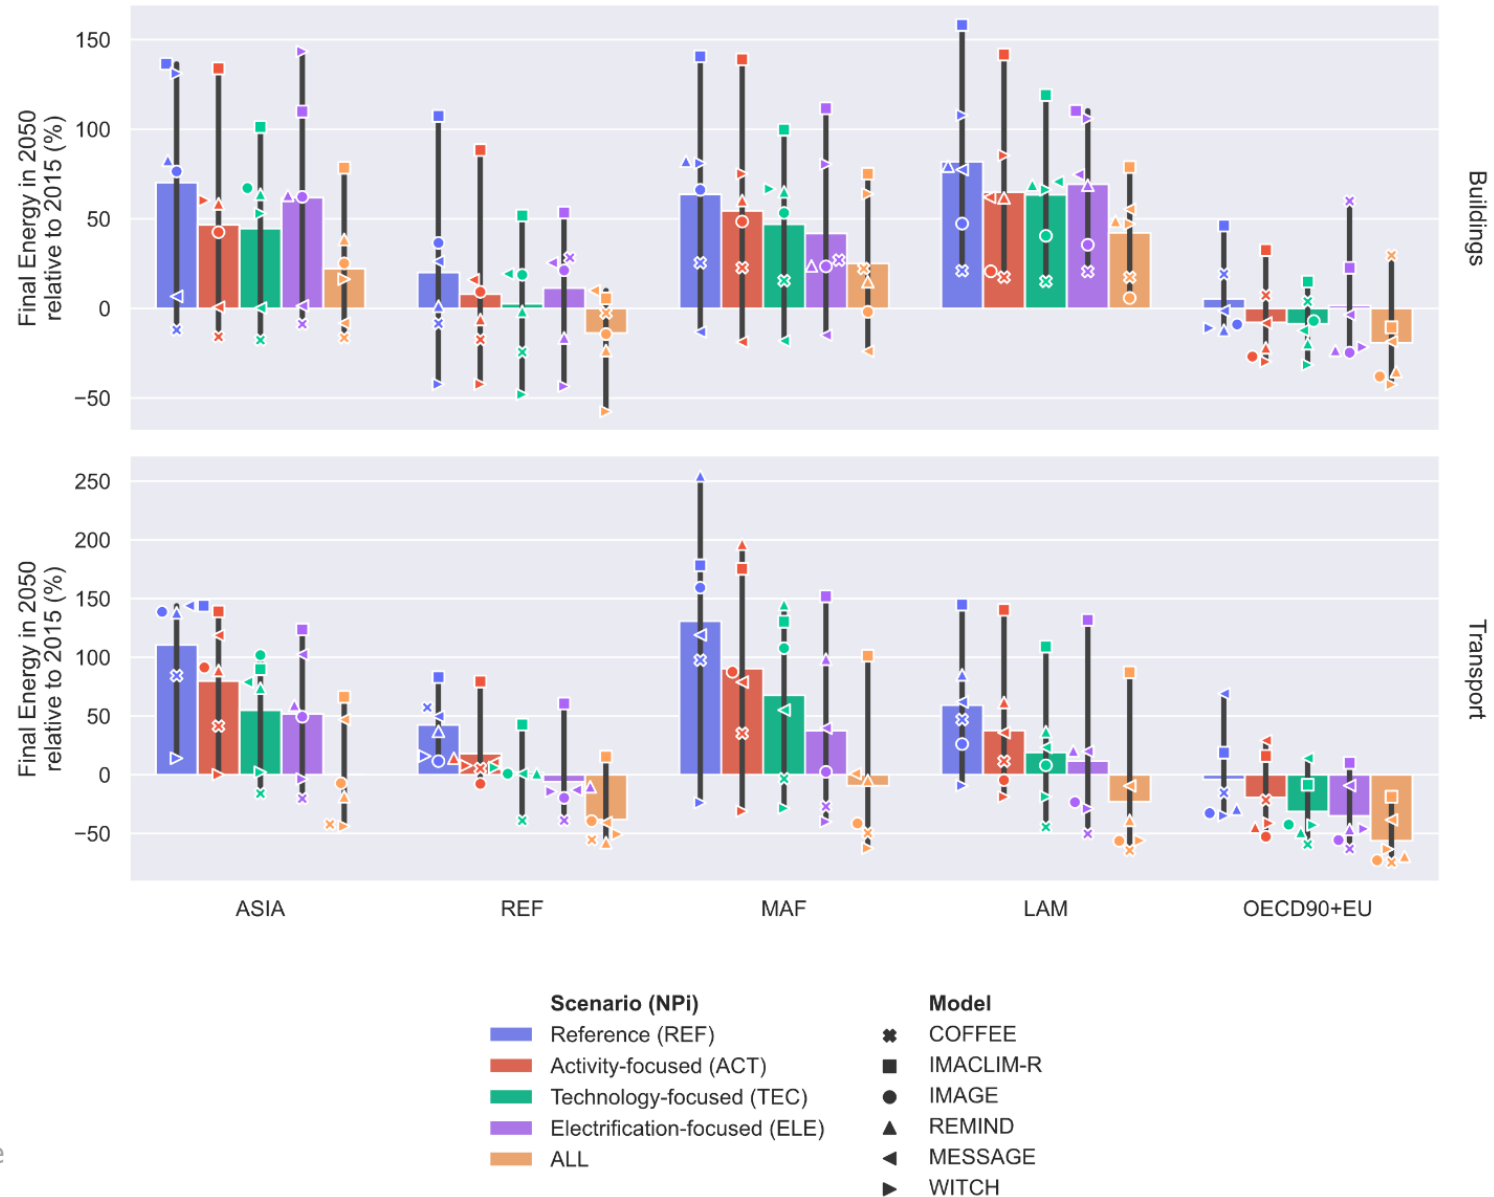 150
100
50
0
−50
Final Energy in 2050
relative to 2015 (%)
Buildings
250
200
150
100
50
0
−50
Final Energy in 2050
relative to 2015 (%)
Transport
ASIA REF MAF LAM OECD90+EU
Scenario (NPi)
Reference (REF)
Activity-focused (ACT)
Technology-focused (TEC)
Electrification-focused (ELE)
ALL
Model
COFFEE
IMACLIM-R
IMAGE
REMIND
MESSAGE
WITCH
e